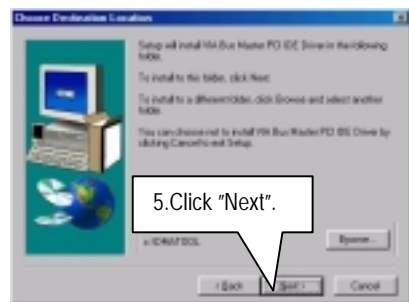 Choose Destination Location
Setup will install VIA Bus Master PCI IDE Driver in the following
folder.
To install to this folder, click Next.
To install to a different folder, click Browse and select another
folder.
You can choose not to install VIA Bus Master PCI IDE Driver by
clicking Cancel to exit Setup.
5.Click "Next".
IDMATOOL
Browse...
< Back
Next >
Cancel